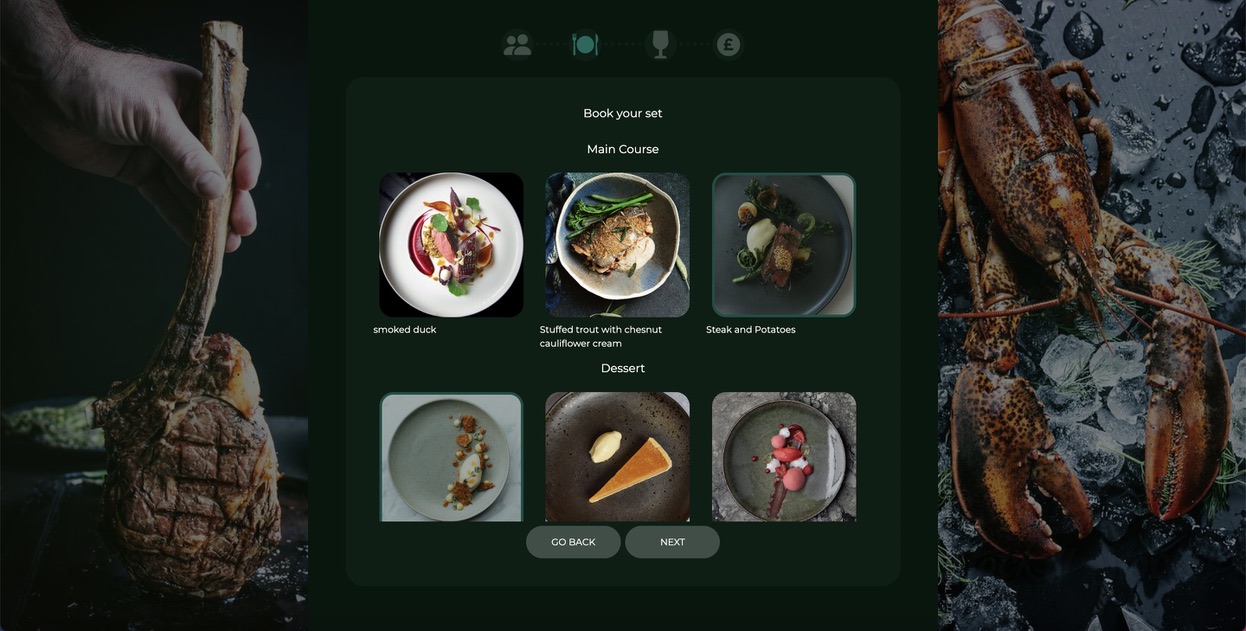 £
Book your set
Main Course
smoked duck
Stuffed trout with chesnut
cauliflower cream
Steak and Potatoes
Dessert
GO BACK
NEXT